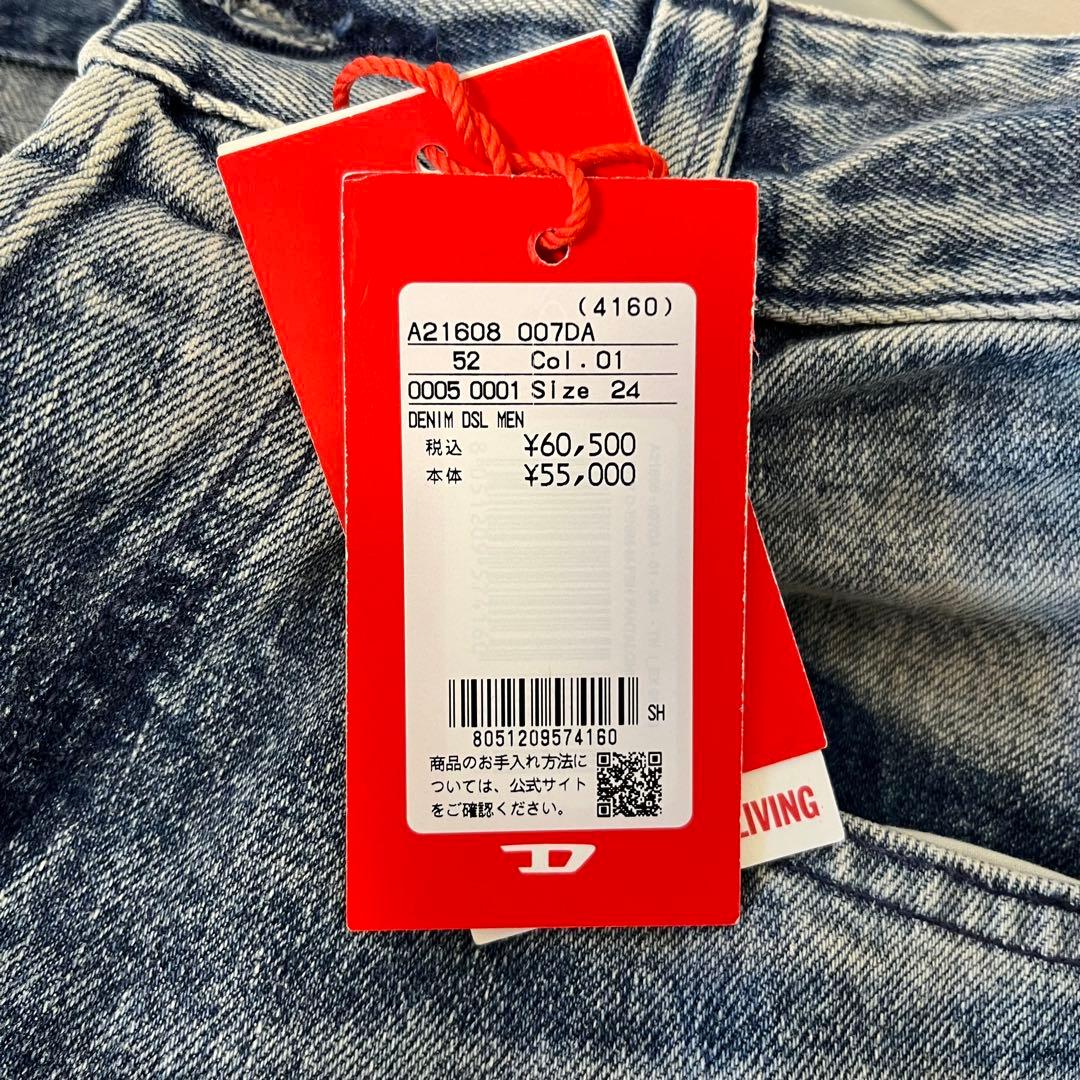 (4160)
A21608 007DA
52 Col.01
0005 0001 Size 24
DENIM DSL MEN
税込 ¥60,500
本体 ¥55,000
SH
8051209574160
商品のお手入れ方法に
ついては、公式サイト
をご確認ください。
LIVING